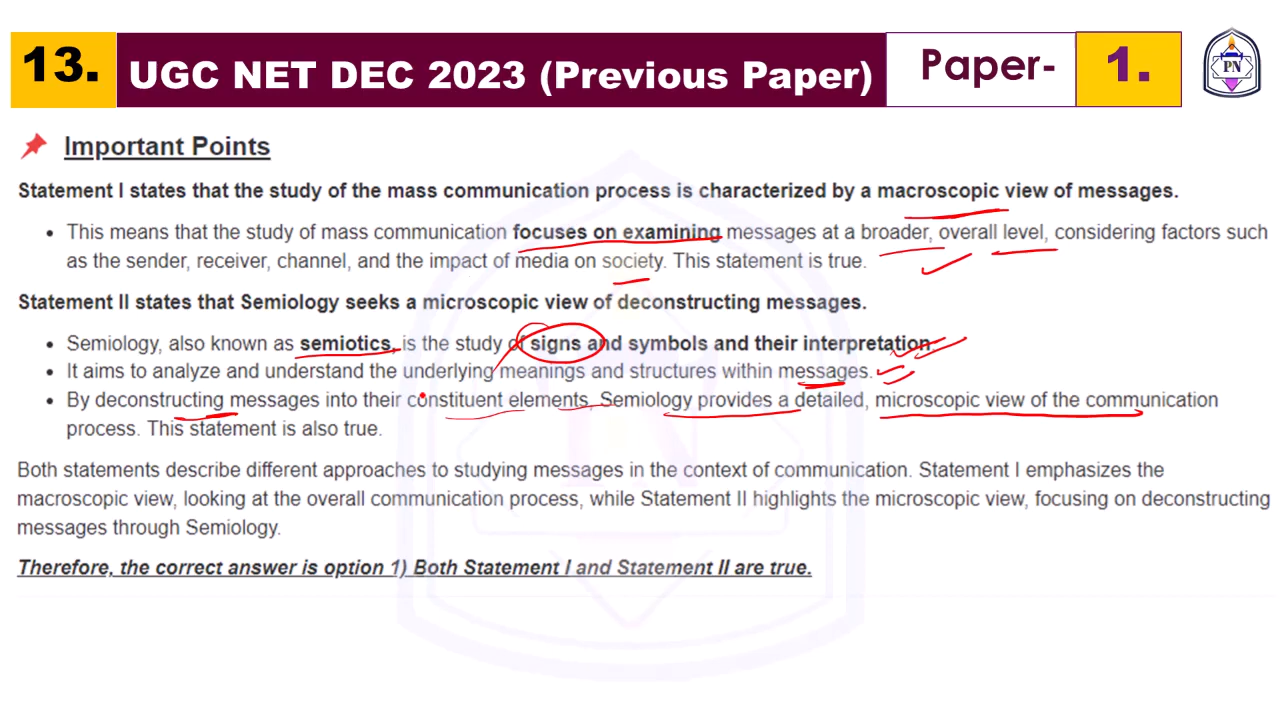 13.
UGC NET DEC 2023 (Previous Paper)
Paper-
1.
PN
Important Points
Statement I states that the study of the mass communication process is characterized by a macroscopic view of messages.
• This means that the study of mass communication focuses on examining messages at a broader, overall level, considering factors such
as the sender, receiver, channel, and the impact of media on society. This statement is true.
Statement II states that Semiology seeks a microscopic view of deconstructing messages.
• Semiology, also known as semiotics, is the study of signs and symbols and their interpretation.
• It aims to analyze and understand the underlying meanings and structures within messages.
• By deconstructing messages into their constituent elements, Semiology provides a detailed, microscopic view of the communication
process. This statement is also true.
Both statements describe different approaches to studying messages in the context of communication. Statement I emphasizes the
macroscopic view, looking at the overall communication process, while Statement II highlights the microscopic view, focusing on deconstructing
messages through Semiology.
Therefore, the correct answer is option 1) Both Statement I and Statement II are true.